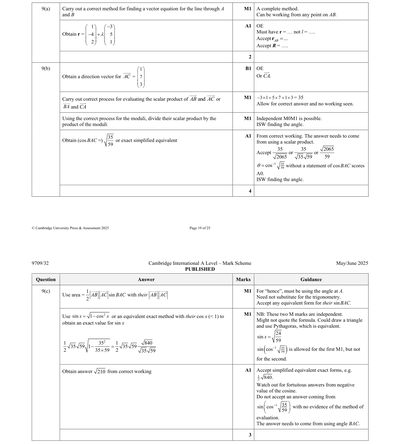 9(a) Carry out a correct method for finding a vector equation for the line through A and B M1 A complete method.
Can be working from any point on AB.
Obtain r = (1 −4 2) + λ(−3 5 1) A1 OE
Must have r = … not l = ….
Accept r_AB = ...
Accept R = ….
2
9(b) Obtain a direction vector for AC = (1 7 3) B1 OE
Or CA.
Carry out correct process for evaluating the scalar product of AB and AC or BA and CA M1 −3×1+5×7+1×3 = 35
Allow for correct answer and no working seen.
Using the correct process for the moduli, divide their scalar product by the product of the moduli M1 Independent M0M1 is possible.
ISW finding the angle.
Obtain (cos BAC =) √(35/59) or exact simplified equivalent A1 From correct working. The answer needs to come from using a scalar product.
Accept 35/√2065 or 35/√35√59 or √2065/59
without a statement of cos BAC scores A0.
ISW finding the angle.
4
© Cambridge University Press & Assessment 2025 Page 19 of 23
9709/32 Cambridge International A Level – Mark Scheme May/June 2025
PUBLISHED
Question Answer Marks Guidance
9(c) Use area = ½|AB||AC| sin BAC with their |AB||AC| M1 For "hence", must be using the angle at A.
Need not substitute for the trigonometry.
Accept any equivalent form for their sin BAC.
Use sin x = √(1 − cos² x) or an equivalent exact method with their cos x (< 1) to obtain an exact value for sin x M1 NB: These two M marks are independent.
Might not quote the formula. Could draw a triangle and use Pythagoras, which is equivalent.
sin x = √(24/59)
is allowed for the first M1, but not for the second.
½√35√59√(1 − 35²/(35×59)) = ½√35√59 · √840/(√35√59)
Obtain answer √210 from correct working A1 Accept simplified equivalent exact forms, e.g. ½√840.
Watch out for fortuitous answers from negative value of the cosine.
Do not accept an answer coming from
sin(cos⁻¹√(35/59)) with no evidence of the method of evaluation.
The answer needs to come from using angle BAC.
3